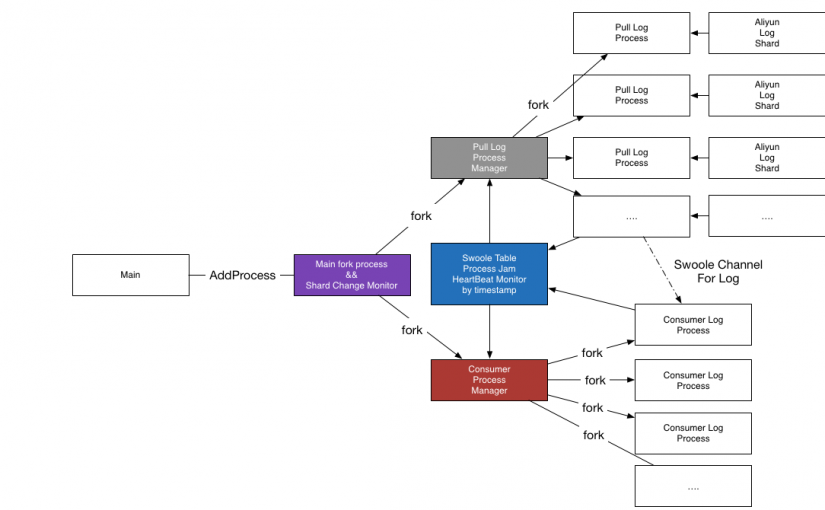 Pull Log
Process
Aliyun
Log
Shard
fork
Pull Log
Process
Aliyun
Log
Shard
Pull Log
Process
Manager
Pull Log
Process
Aliyun
Log
Shard
....
....
fork
Main
AddProcess
Main fork process
&&
Shard Change Monitor
Swoole Table
Process Jam
HeartBeat Monitor
by timestamp
Swoole Channel
For Log
fork
Consumer Log
Process
Consumer
Process
Manager
fork
fork
Consumer Log
Process
fork
Consumer Log
Process
fork
....